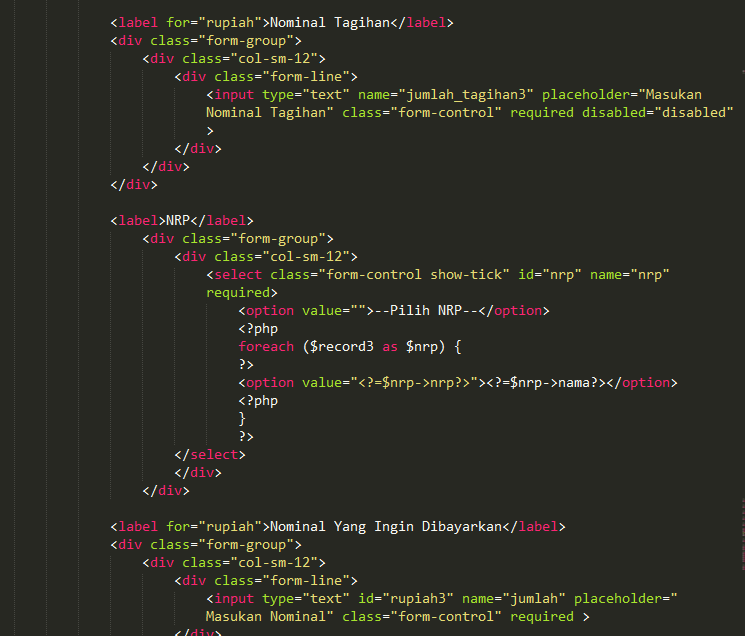 <label for="rupiah">Nominal Tagihan</label>
<div class="form-group">
<div class="col-sm-12">
<div class="form-line">
<input type="text" name="jumlah_tagihan3" placeholder="Masukan
Nominal Tagihan" class="form-control" required disabled="disabled"
>
</div>
</div>
</div>
<label>NRP</label>
<div class="form-group">
<div class="col-sm-12">
<select class="form-control show-tick" id="nrp" name="nrp"
required>
<option value="">--Pilih NRP--</option>
<?php
foreach ($record3 as $nrp) {
?>
<option value="<?=$nrp->nrp?>"><?=$nrp->nama?></option>
<?php
}
?>
</select>
</div>
</div>
<label for="rupiah">Nominal Yang Ingin Dibayarkan</label>
<div class="form-group">
<div class="col-sm-12">
<div class="form-line">
<input type="text" id="rupiah3" name="jumlah" placeholder="
Masukan Nominal" class="form-control" required >
</div>